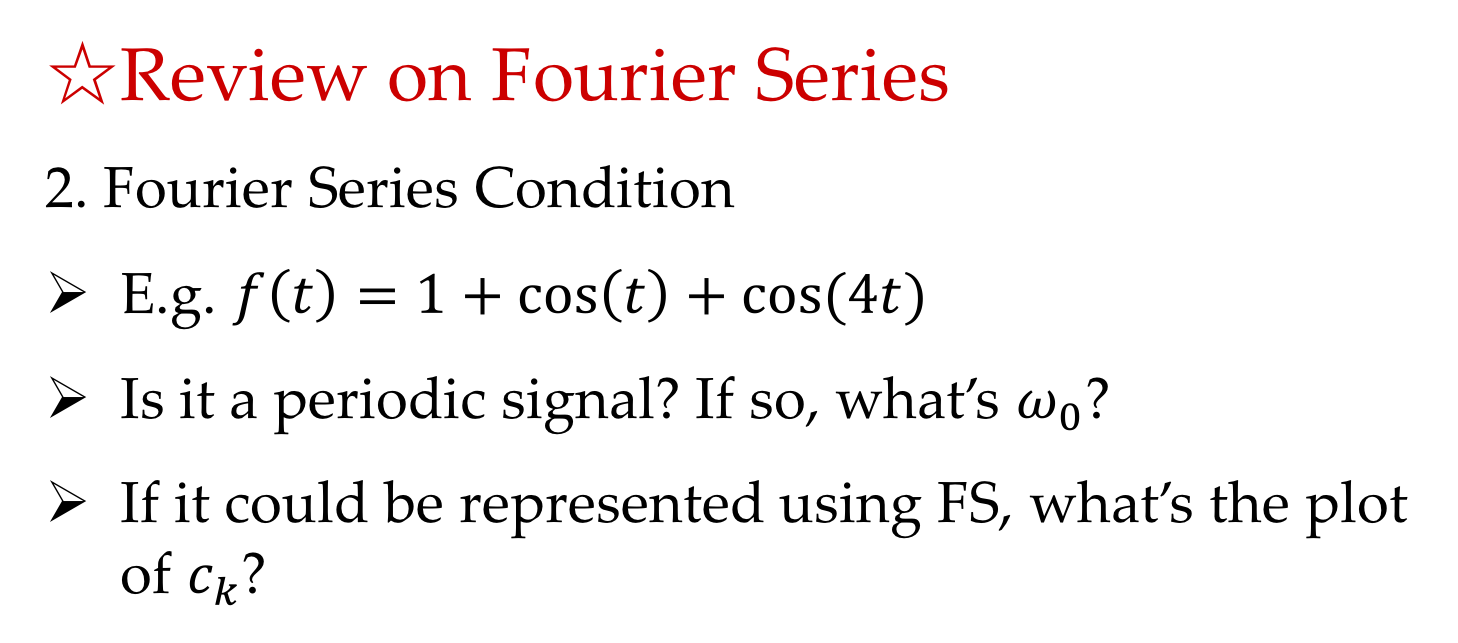 ☆Review on Fourier Series
2. Fourier Series Condition
➢ E.g. f(t) = 1 + cos(t) + cos(4t)
➢ Is it a periodic signal? If so, what’s ω₀?
➢ If it could be represented using FS, what’s the plot
of cₖ?